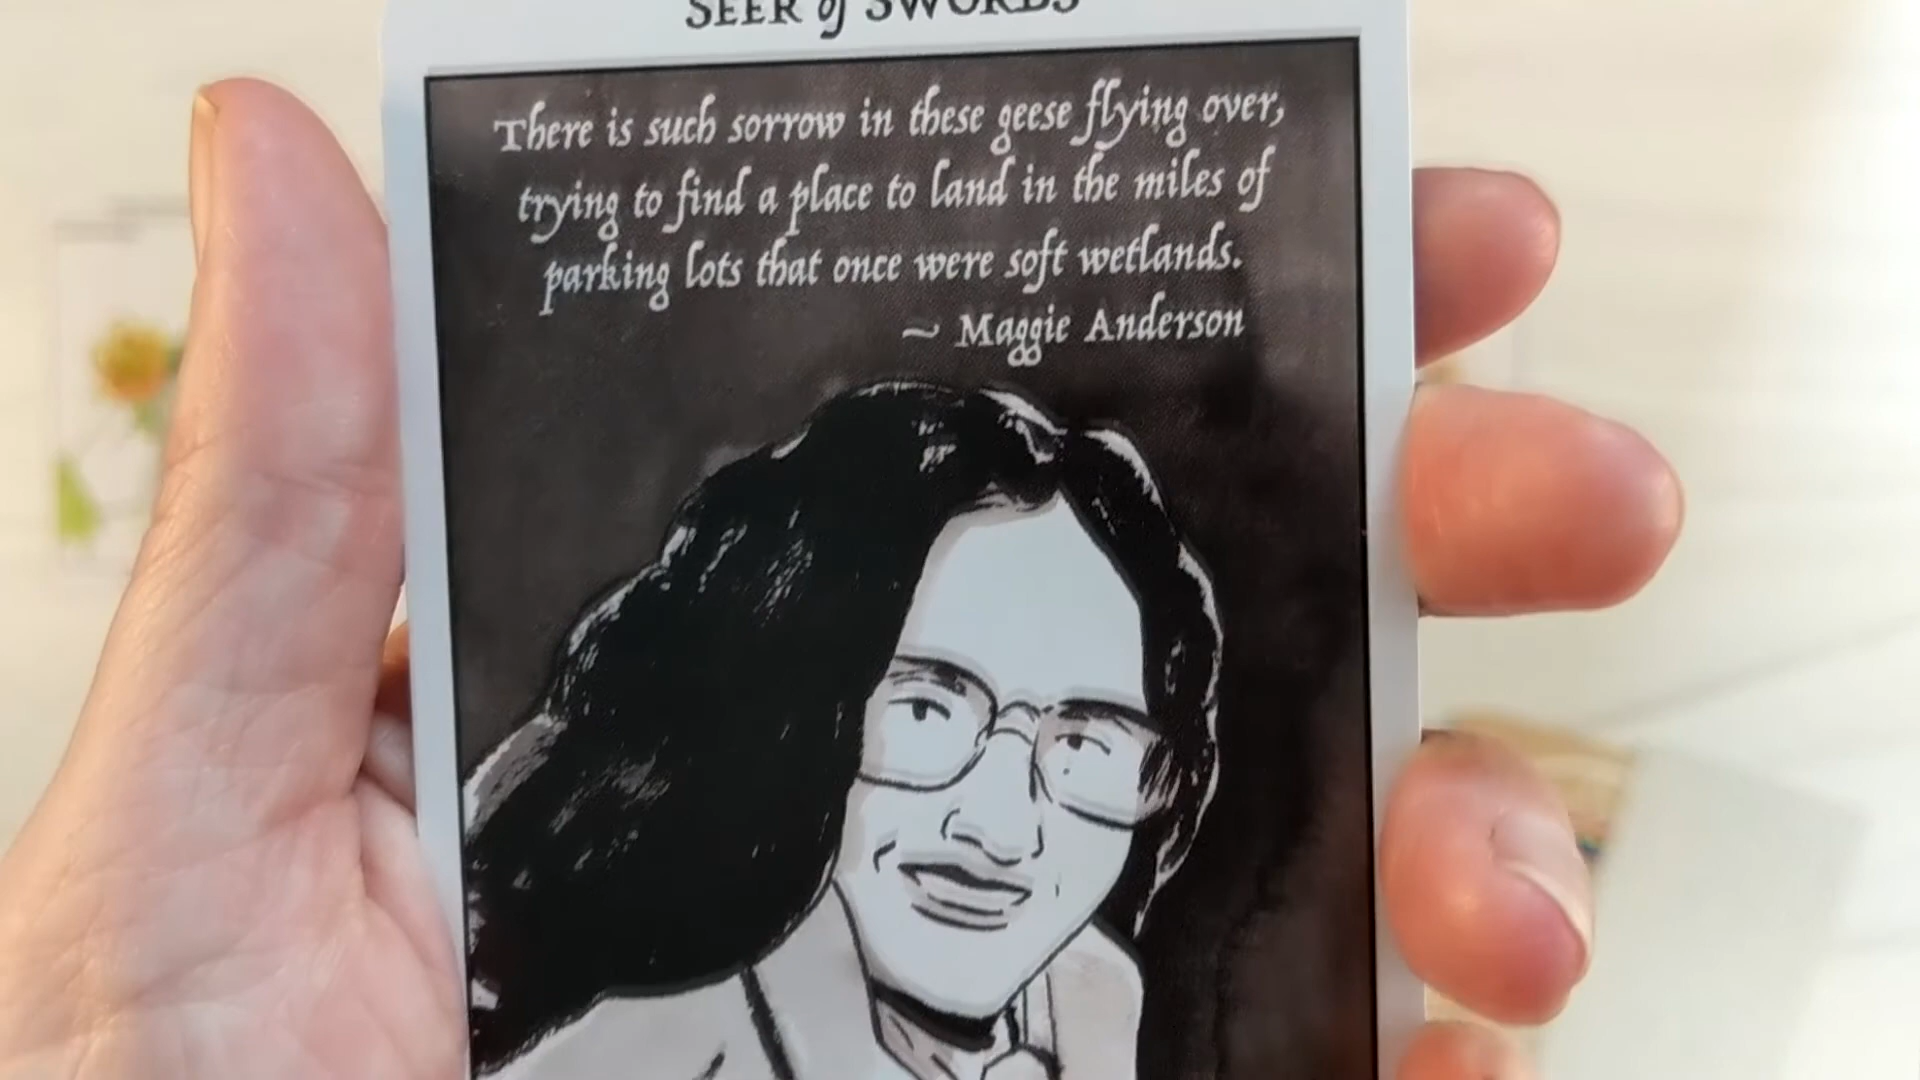 SEER of SWORDS
There is such sorrow in these geese flying over,
trying to find a place to land in the miles of
parking lots that once were soft wetlands.
~ Maggie Anderson